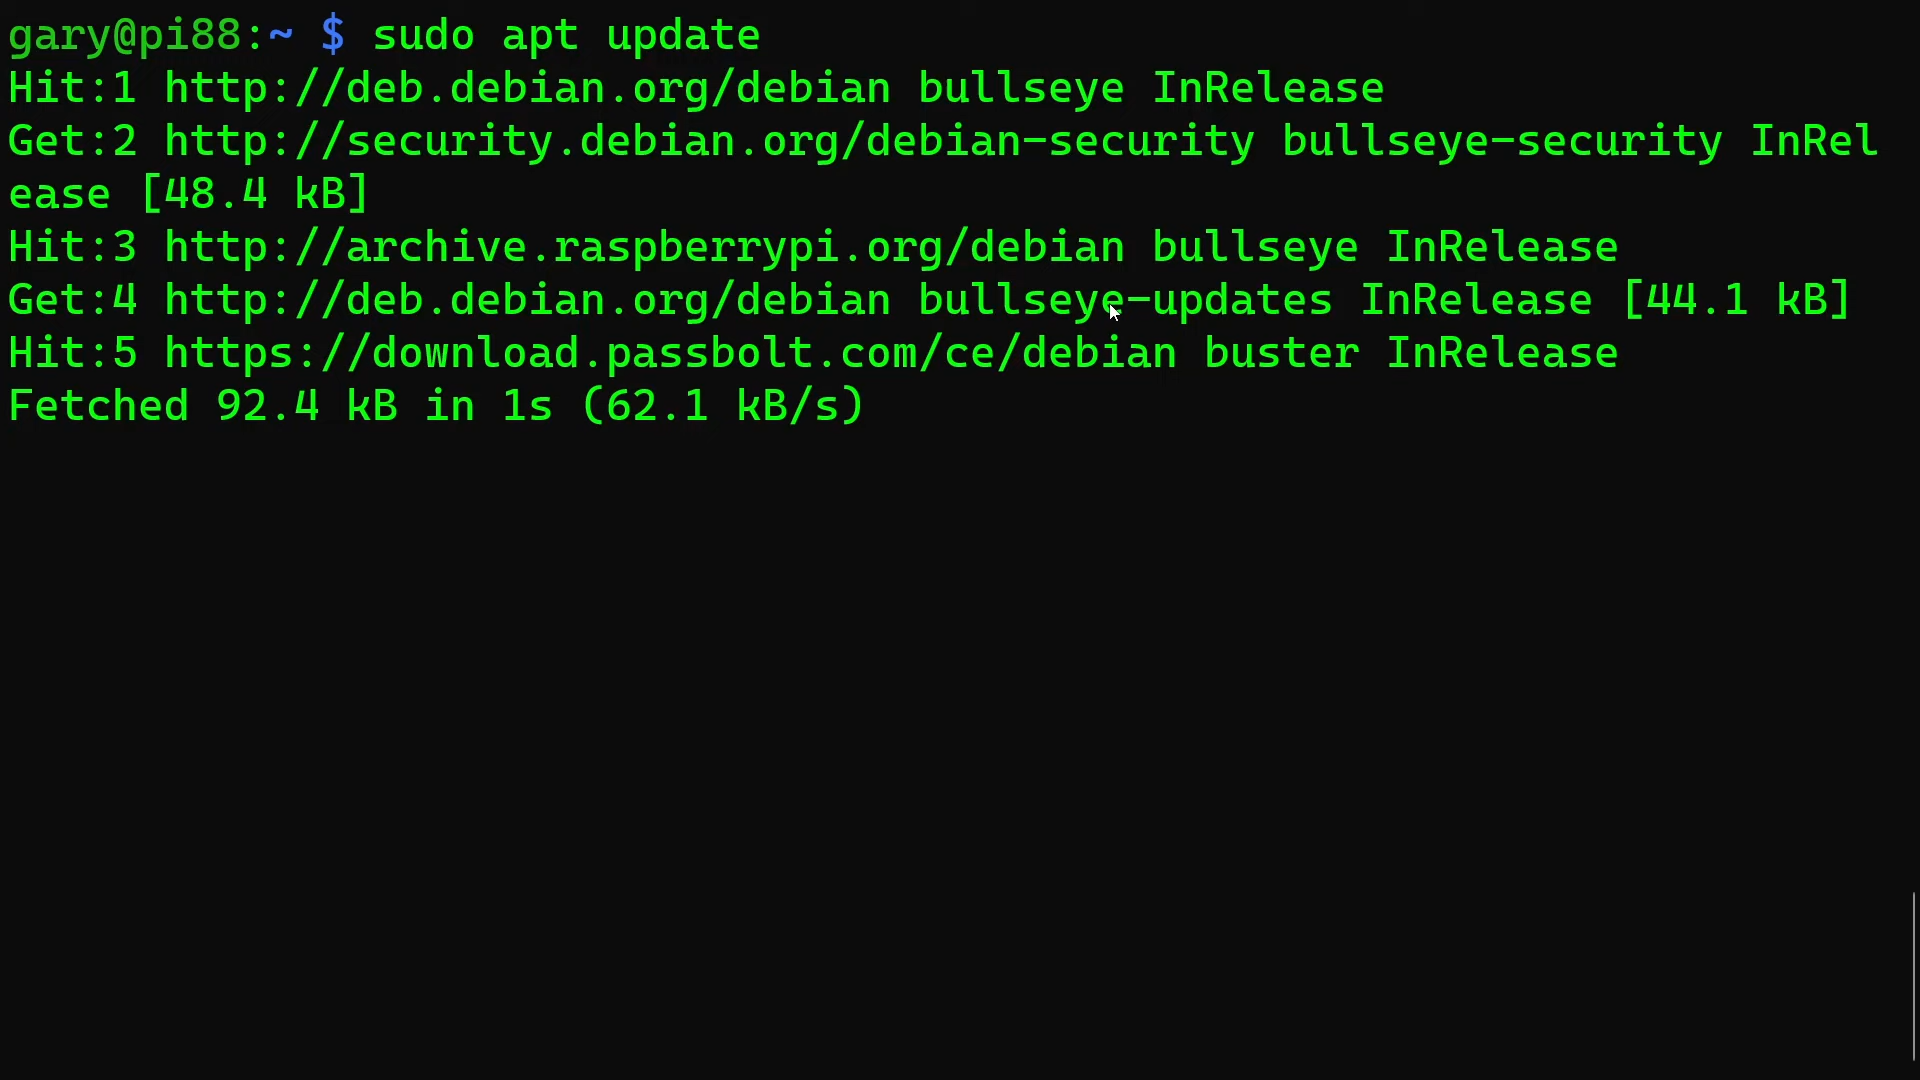 gary@pi88:~ $ sudo apt update
Hit:1 http://deb.debian.org/debian bullseye InRelease
Get:2 http://security.debian.org/debian-security bullseye-security InRel
ease [48.4 kB]
Hit:3 http://archive.raspberrypi.org/debian bullseye InRelease
Get:4 http://deb.debian.org/debian bullseye-updates InRelease [44.1 kB]
Hit:5 https://download.passbolt.com/ce/debian buster InRelease
Fetched 92.4 kB in 1s (62.1 kB/s)